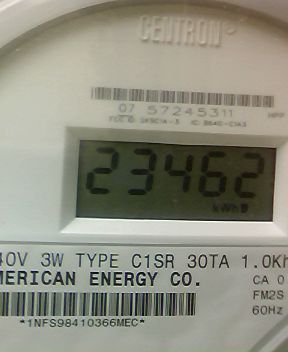 CENTRON
07 57245311
HPP
23462
kWh
40V 3W TYPE C1SR 30TA 1.0Kh
MERICAN ENERGY CO.
CA 0
FM2S
60Hz
*1NFS98410366MEC*